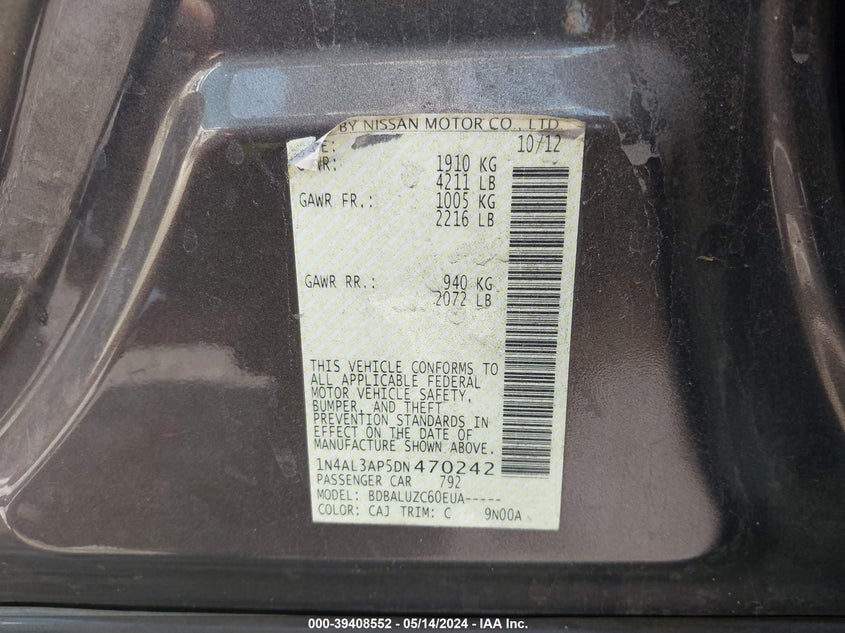 BY NISSAN MOTOR CO., LTD
10/12
1910 KG
4211 LB
GAWR FR.: 1005 KG
2216 LB
GAWR RR.: 940 KG
2072 LB
THIS VEHICLE CONFORMS TO
ALL APPLICABLE FEDERAL
MOTOR VEHICLE SAFETY,
BUMPER, AND THEFT
PREVENTION STANDARDS IN
EFFECT ON THE DATE OF
MANUFACTURE SHOWN ABOVE.
1N4AL3AP5DN470242
PASSENGER CAR 792
MODEL: BDBALUZC60EUA-----
COLOR: CAJ TRIM: C 9N00A
000-39408552 — 05/14/2024 — IAA Inc.